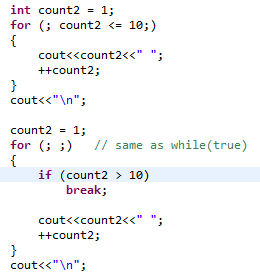 int count2 = 1;
for (; count2 <= 10;)
{
    cout<<count2<<" ";
    ++count2;
}
cout<<"\n";

count2 = 1;
for (; ;)   // same as while(true)
{
    if (count2 > 10)
        break;

    cout<<count2<<" ";
    ++count2;
}
cout<<"\n";